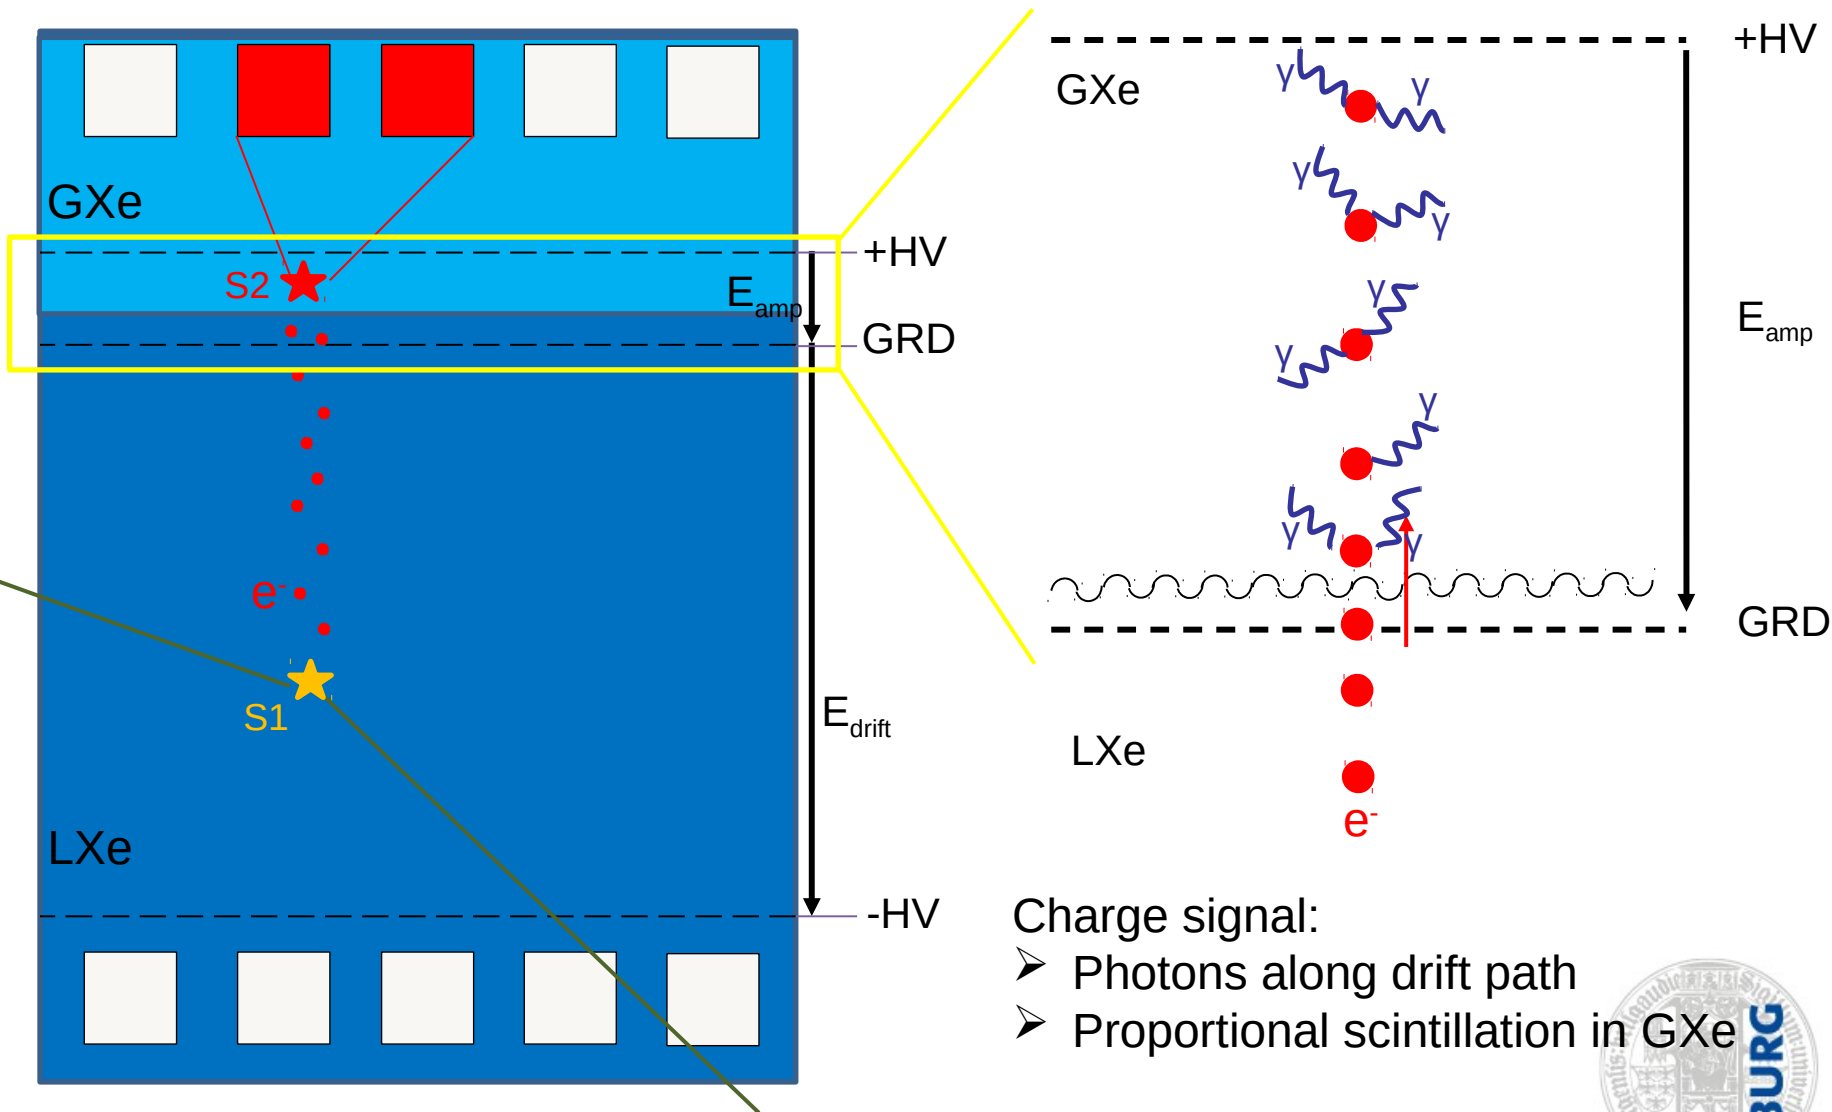 GXe
S2
+HV
E_amp
GRD
e-
S1
E_drift
LXe
-HV
+HV
GXe
γ
γ
γ
γ
γ
γ
γ
γ
γ
E_amp
GRD
LXe
e-
Charge signal:
➢ Photons along drift path
➢ Proportional scintillation in GXe
BURG